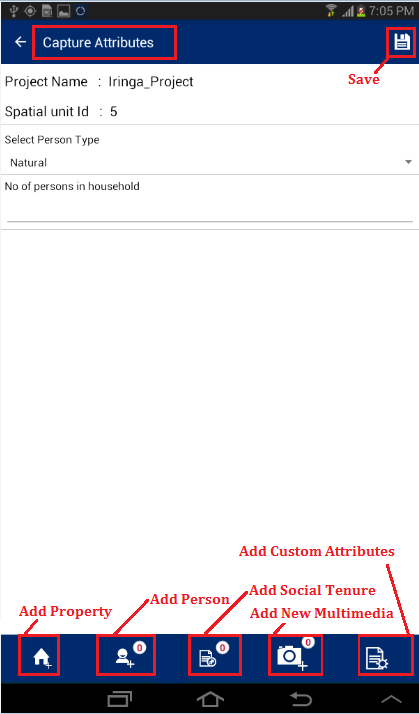 7:05 PM
Capture Attributes
Save
Project Name : Iringa_Project
Spatial unit Id : 5
Select Person Type
Natural
No of persons in household
Add Custom Attributes
Add Social Tenure
Add Person
Add New Multimedia
Add Property
0
0
0